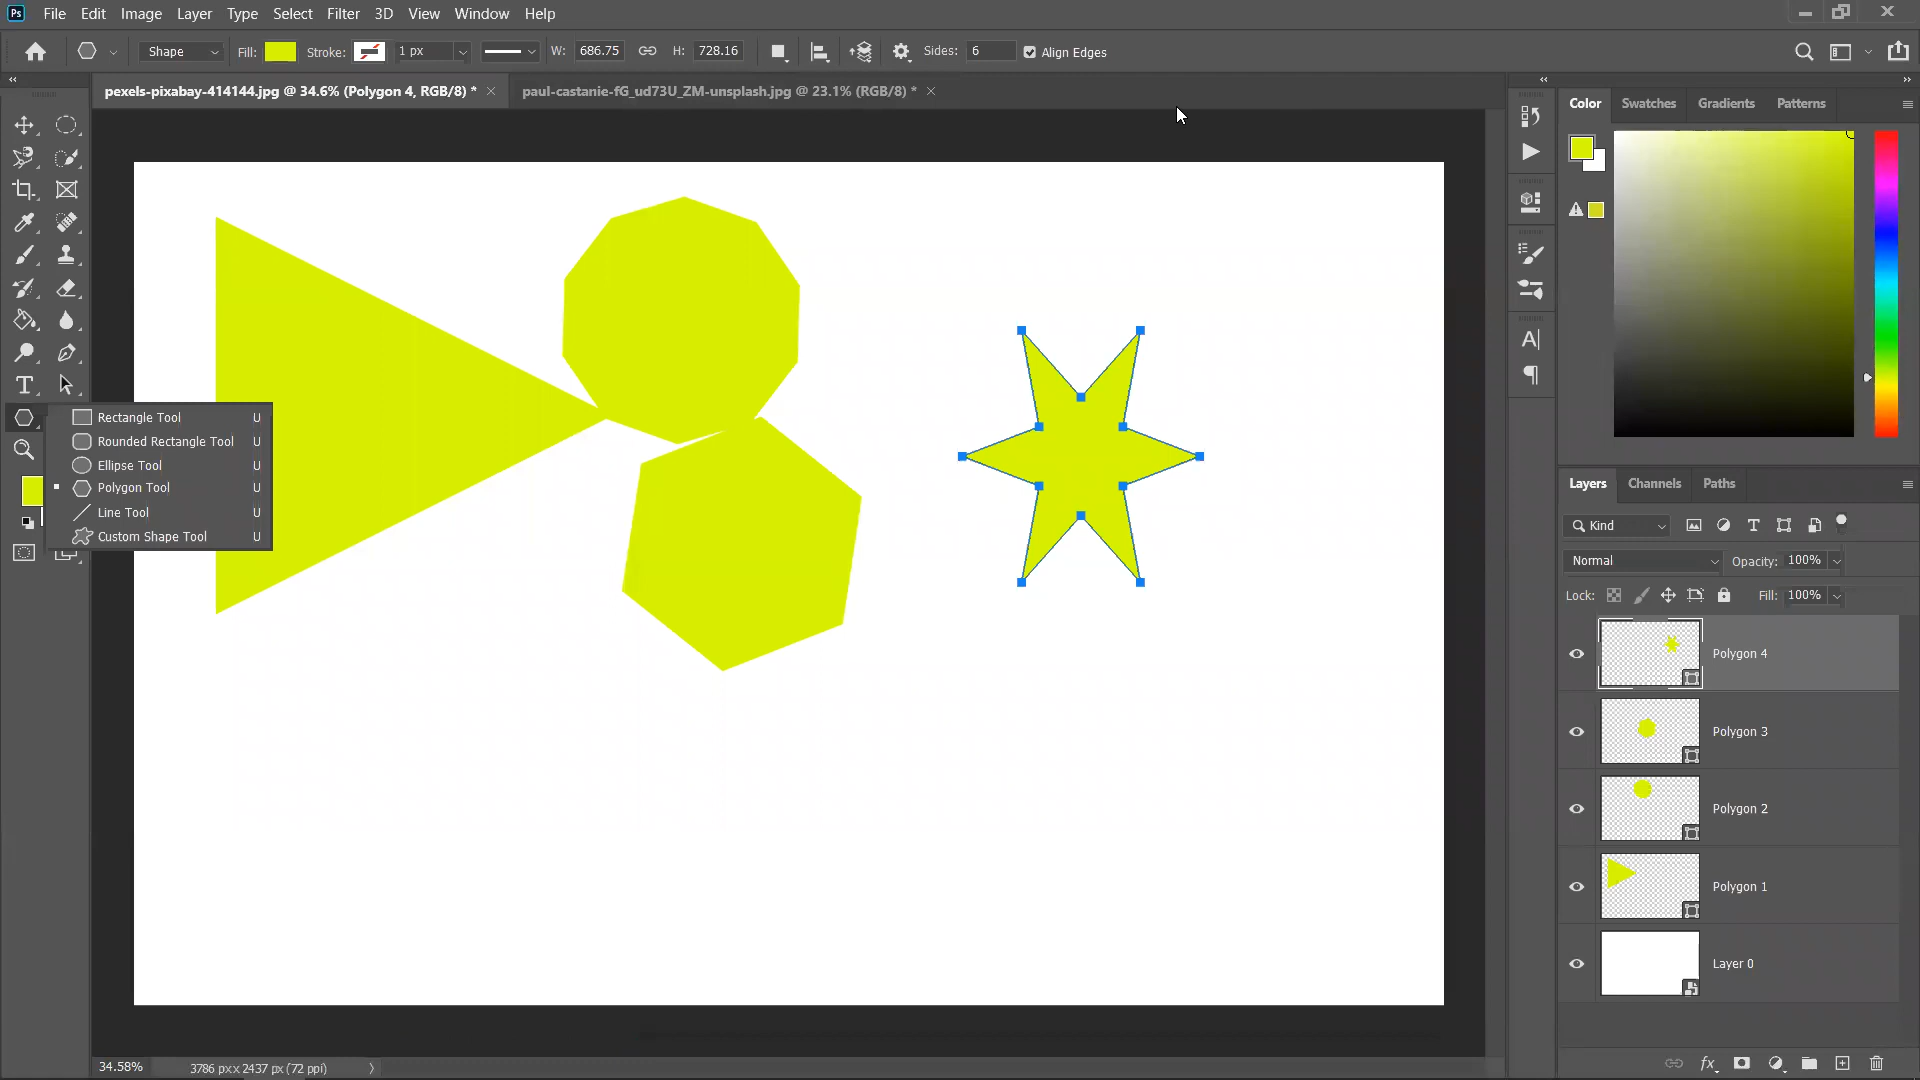 Ps File Edit Image Layer Type Select Filter 3D View Window Help
Shape Fill: Stroke: 1 px W: 686.75 H: 728.16 Sides: 6 Align Edges
pexels-pixabay-414144.jpg @ 34.6% (Polygon 4, RGB/8) *
paul-castanie-fG_ud73U_ZM-unsplash.jpg @ 23.1% (RGB/8) *
Rectangle Tool U
Rounded Rectangle Tool U
Ellipse Tool U
Polygon Tool U
Line Tool U
Custom Shape Tool U
Color Swatches Gradients Patterns
Layers Channels Paths
Kind
Normal Opacity: 100%
Lock: Fill: 100%
Polygon 4
Polygon 3
Polygon 2
Polygon 1
Layer 0
fx
34.58% 3786 px x 2437 px (72 ppi)